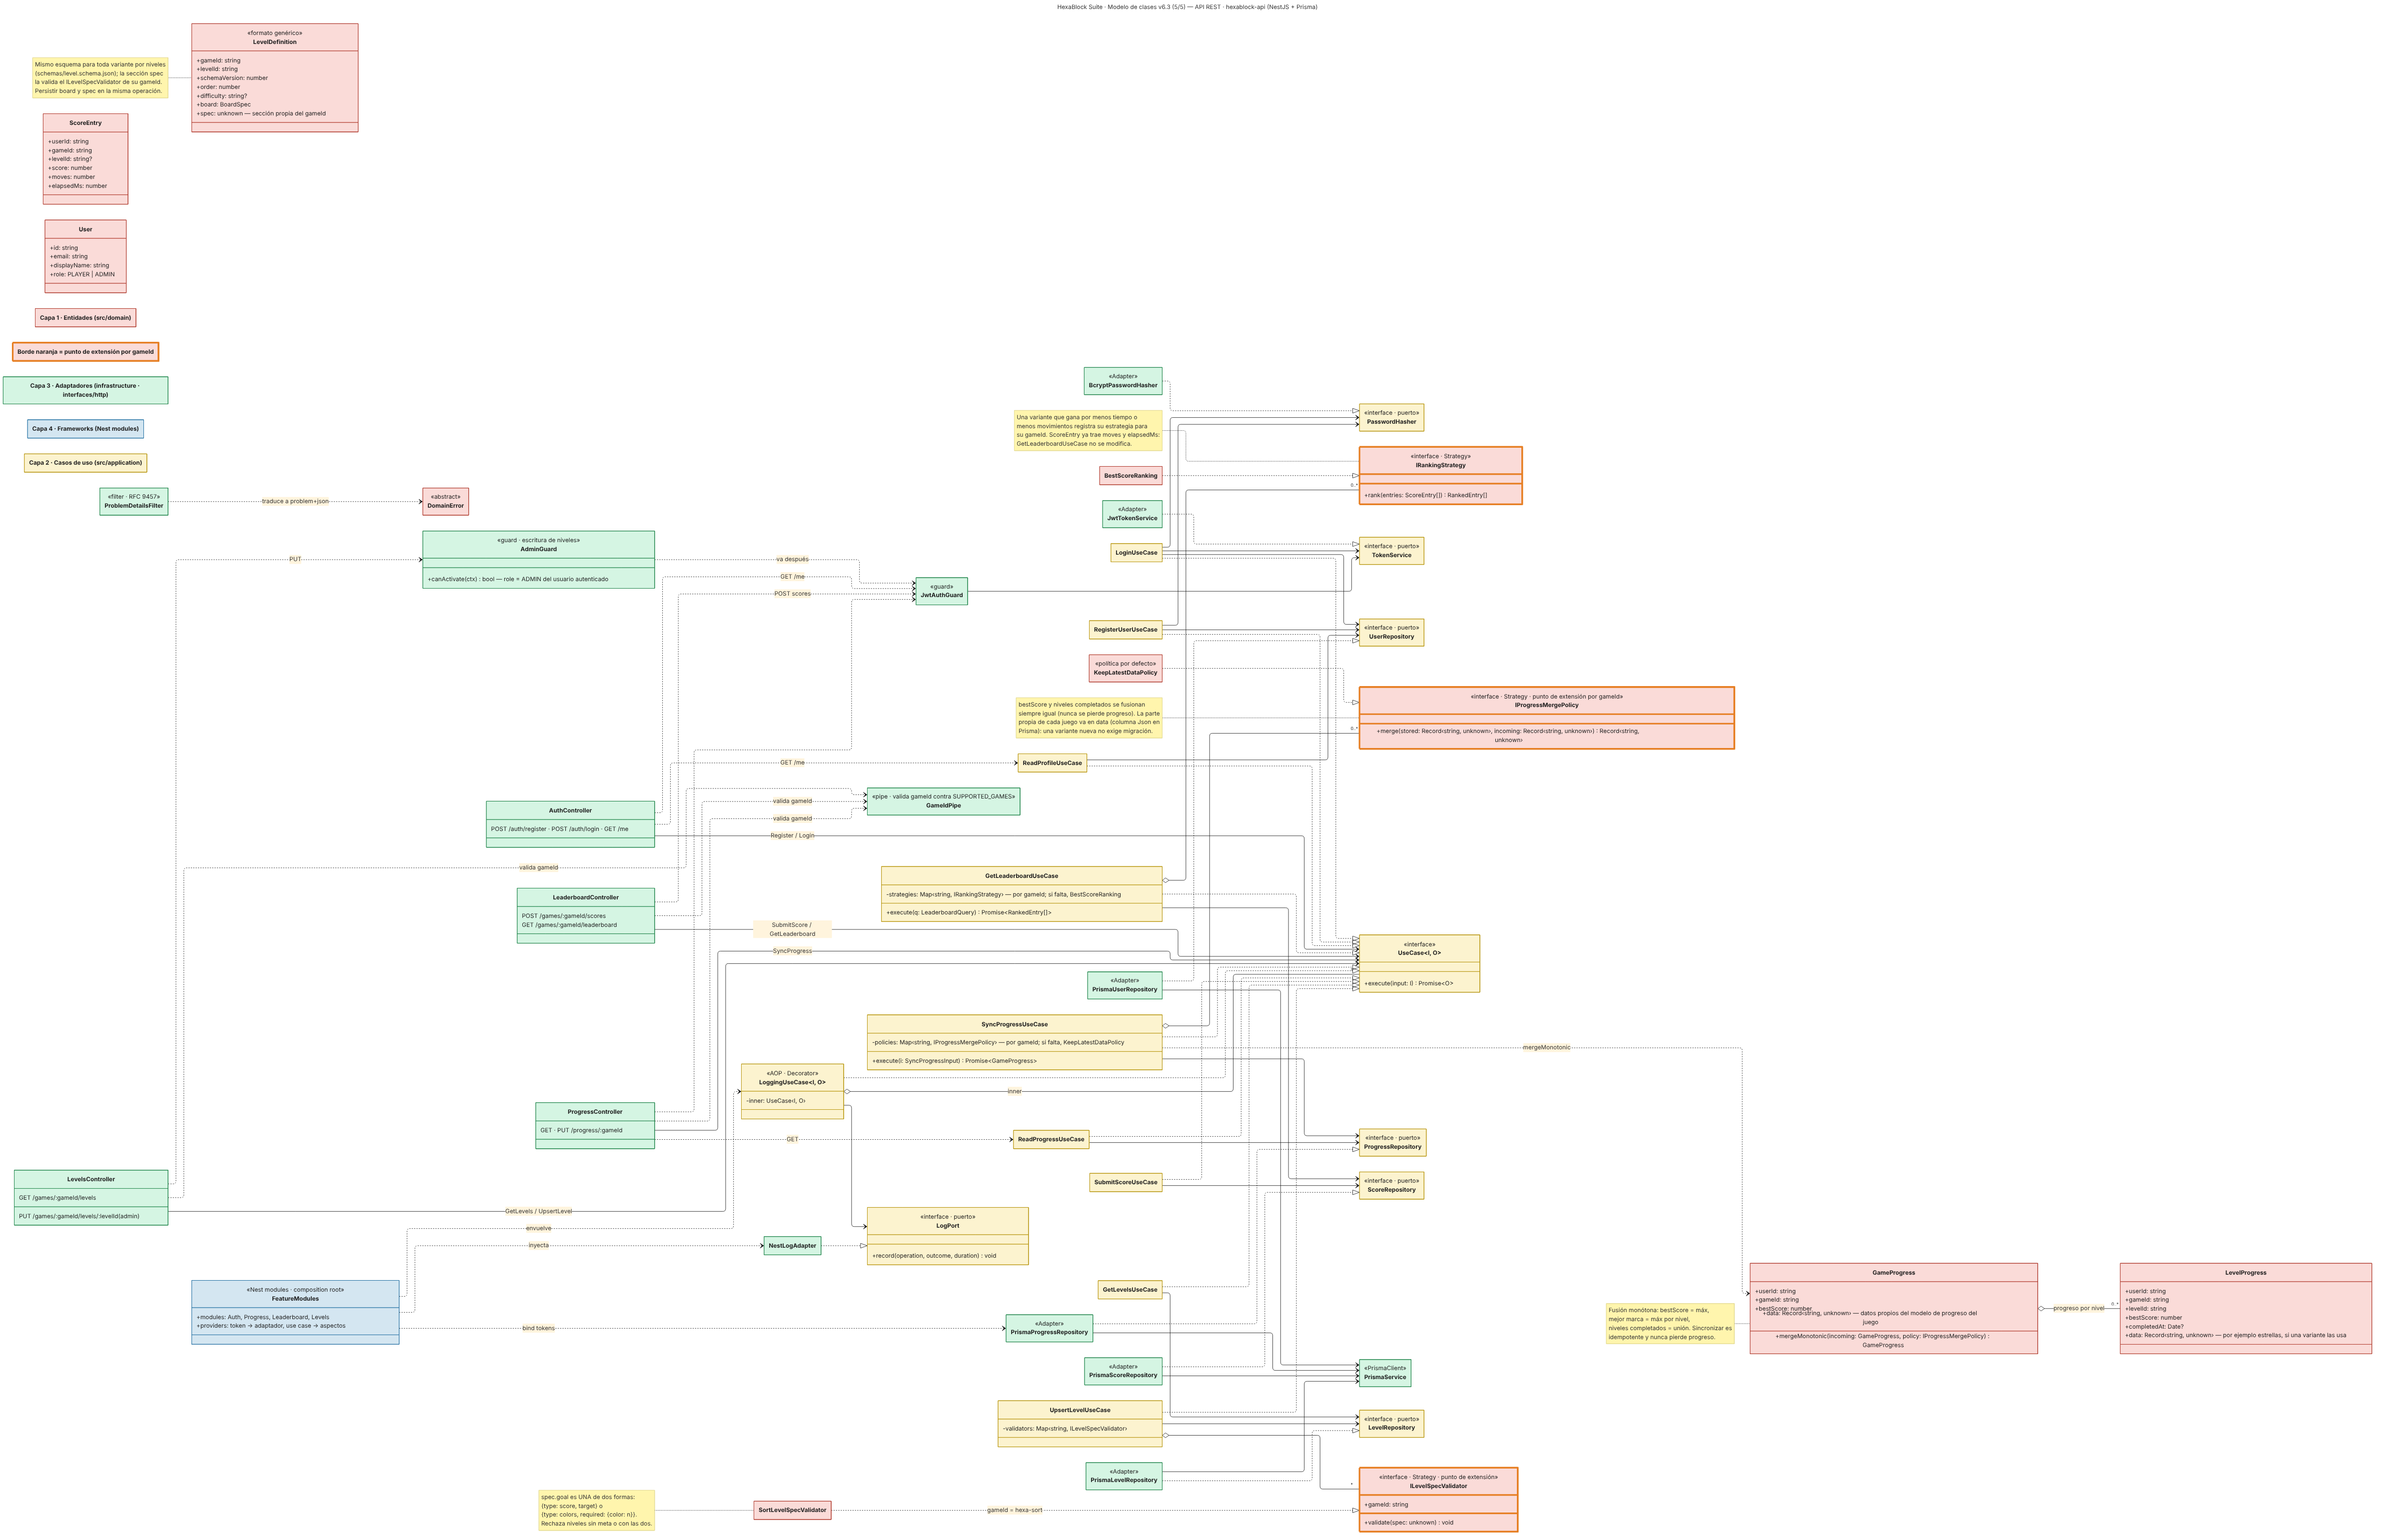 HexaBlock Suite · Modelo de clases v6.3 (5/5) — API REST · hexablock-api (NestJS + Prisma)
«formato genérico»
LevelDefinition
+gameId: string
+levelId: string
+schemaVersion: number
+order: number
+difficulty: string?
+board: BoardSpec
+spec: unknown — sección propia del gameId
Mismo esquema para toda variante por niveles
(schemas/level.schema.json); la sección spec
la valida el ILevelSpecValidator de su gameId.
Persistir board y spec en la misma operación.
ScoreEntry
+userId: string
+gameId: string
+levelId: string?
+score: number
+moves: number
+elapsedMs: number
User
+id: string
+email: string
+displayName: string
+role: PLAYER | ADMIN
Capa 1 · Entidades (src/domain)
Borde naranja = punto de extensión por gameId
Capa 3 · Adaptadores (infrastructure ·
interfaces/http)
Capa 4 · Frameworks (Nest modules)
Capa 2 · Casos de uso (src/application)
«filter · RFC 9457»
ProblemDetailsFilter
traduce a problem+json
«abstract»
DomainError
«guard · escritura de niveles»
AdminGuard
+canActivate(ctx) : bool — role = ADMIN del usuario autenticado
PUT
va después
GET /me
POST scores
«guard»
JwtAuthGuard
«Adapter»
BcryptPasswordHasher
Una variante que gana por menos tiempo o
menos movimientos registra su estrategia para
su gameId. ScoreEntry ya trae moves y elapsedMs:
GetLeaderboardUseCase no se modifica.
BestScoreRanking
«Adapter»
JwtTokenService
LoginUseCase
RegisterUserUseCase
«política por defecto»
KeepLatestDataPolicy
bestScore y niveles completados se fusionan
siempre igual (nunca se pierde progreso). La parte
propia de cada juego va en data (columna Json en
Prisma): una variante nueva no exige migración.
ReadProfileUseCase
«interface · puerto»
PasswordHasher
«interface · Strategy»
IRankingStrategy
+rank(entries: ScoreEntry[]) : RankedEntry[]
0..*
«interface · puerto»
TokenService
«interface · puerto»
UserRepository
«interface · Strategy · punto de extensión por gameId»
IProgressMergePolicy
+merge(stored: Record‹string, unknown›, incoming: Record‹string, unknown›) : Record‹string,
unknown›
0..*
GET /me
AuthController
POST /auth/register · POST /auth/login · GET /me
«pipe · valida gameId contra SUPPORTED_GAMES»
GameIdPipe
valida gameId
valida gameId
Register / Login
valida gameId
LeaderboardController
POST /games/:gameId/scores
GET /games/:gameId/leaderboard
SubmitScore /
GetLeaderboard
SyncProgress
GetLeaderboardUseCase
-strategies: Map‹string, IRankingStrategy› — por gameId; si falta, BestScoreRanking
+execute(q: LeaderboardQuery) : Promise<RankedEntry[]>
«interface»
UseCase<I, O>
+execute(input: I) : Promise<O>
«Adapter»
PrismaUserRepository
SyncProgressUseCase
-policies: Map‹string, IProgressMergePolicy› — por gameId; si falta, KeepLatestDataPolicy
+execute(i: SyncProgressInput) : Promise<GameProgress>
mergeMonotonic
«AOP · Decorator»
LoggingUseCase<I, O>
-inner: UseCase‹I, O›
inner
ProgressController
GET · PUT /progress/:gameId
GET
ReadProgressUseCase
«interface · puerto»
ProgressRepository
SubmitScoreUseCase
«interface · puerto»
ScoreRepository
LevelsController
GET /games/:gameId/levels
PUT /games/:gameId/levels/:levelId(admin)
GetLevels / UpsertLevel
envuelve
inyecta
NestLogAdapter
«interface · puerto»
LogPort
+record(operation, outcome, duration) : void
«Nest modules · composition root»
FeatureModules
+modules: Auth, Progress, Leaderboard, Levels
+providers: token → adaptador, use case → aspectos
bind tokens
GetLevelsUseCase
«Adapter»
PrismaProgressRepository
«Adapter»
PrismaScoreRepository
«PrismaClient»
PrismaService
UpsertLevelUseCase
-validators: Map‹string, ILevelSpecValidator›
«interface · puerto»
LevelRepository
«Adapter»
PrismaLevelRepository
*
«interface · Strategy · punto de extensión»
ILevelSpecValidator
+gameId: string
+validate(spec: unknown) : void
spec.goal es UNA de dos formas:
(type: score, target) o
(type: colors, required: (color: n)).
Rechaza niveles sin meta o con las dos.
SortLevelSpecValidator
gameId = hexa-sort
Fusión monótona: bestScore = máx,
mejor marca = máx por nivel,
niveles completados = unión. Sincronizar es
idempotente y nunca pierde progreso.
GameProgress
+userId: string
+gameId: string
+bestScore: number
+data: Record‹string, unknown› — datos propios del modelo de progreso del
juego
+mergeMonotonic(incoming: GameProgress, policy: IProgressMergePolicy) :
GameProgress
progreso por nivel
0..*
LevelProgress
+userId: string
+gameId: string
+levelId: string
+bestScore: number
+completedAt: Date?
+data: Record‹string, unknown› — por ejemplo estrellas, si una variante las usa